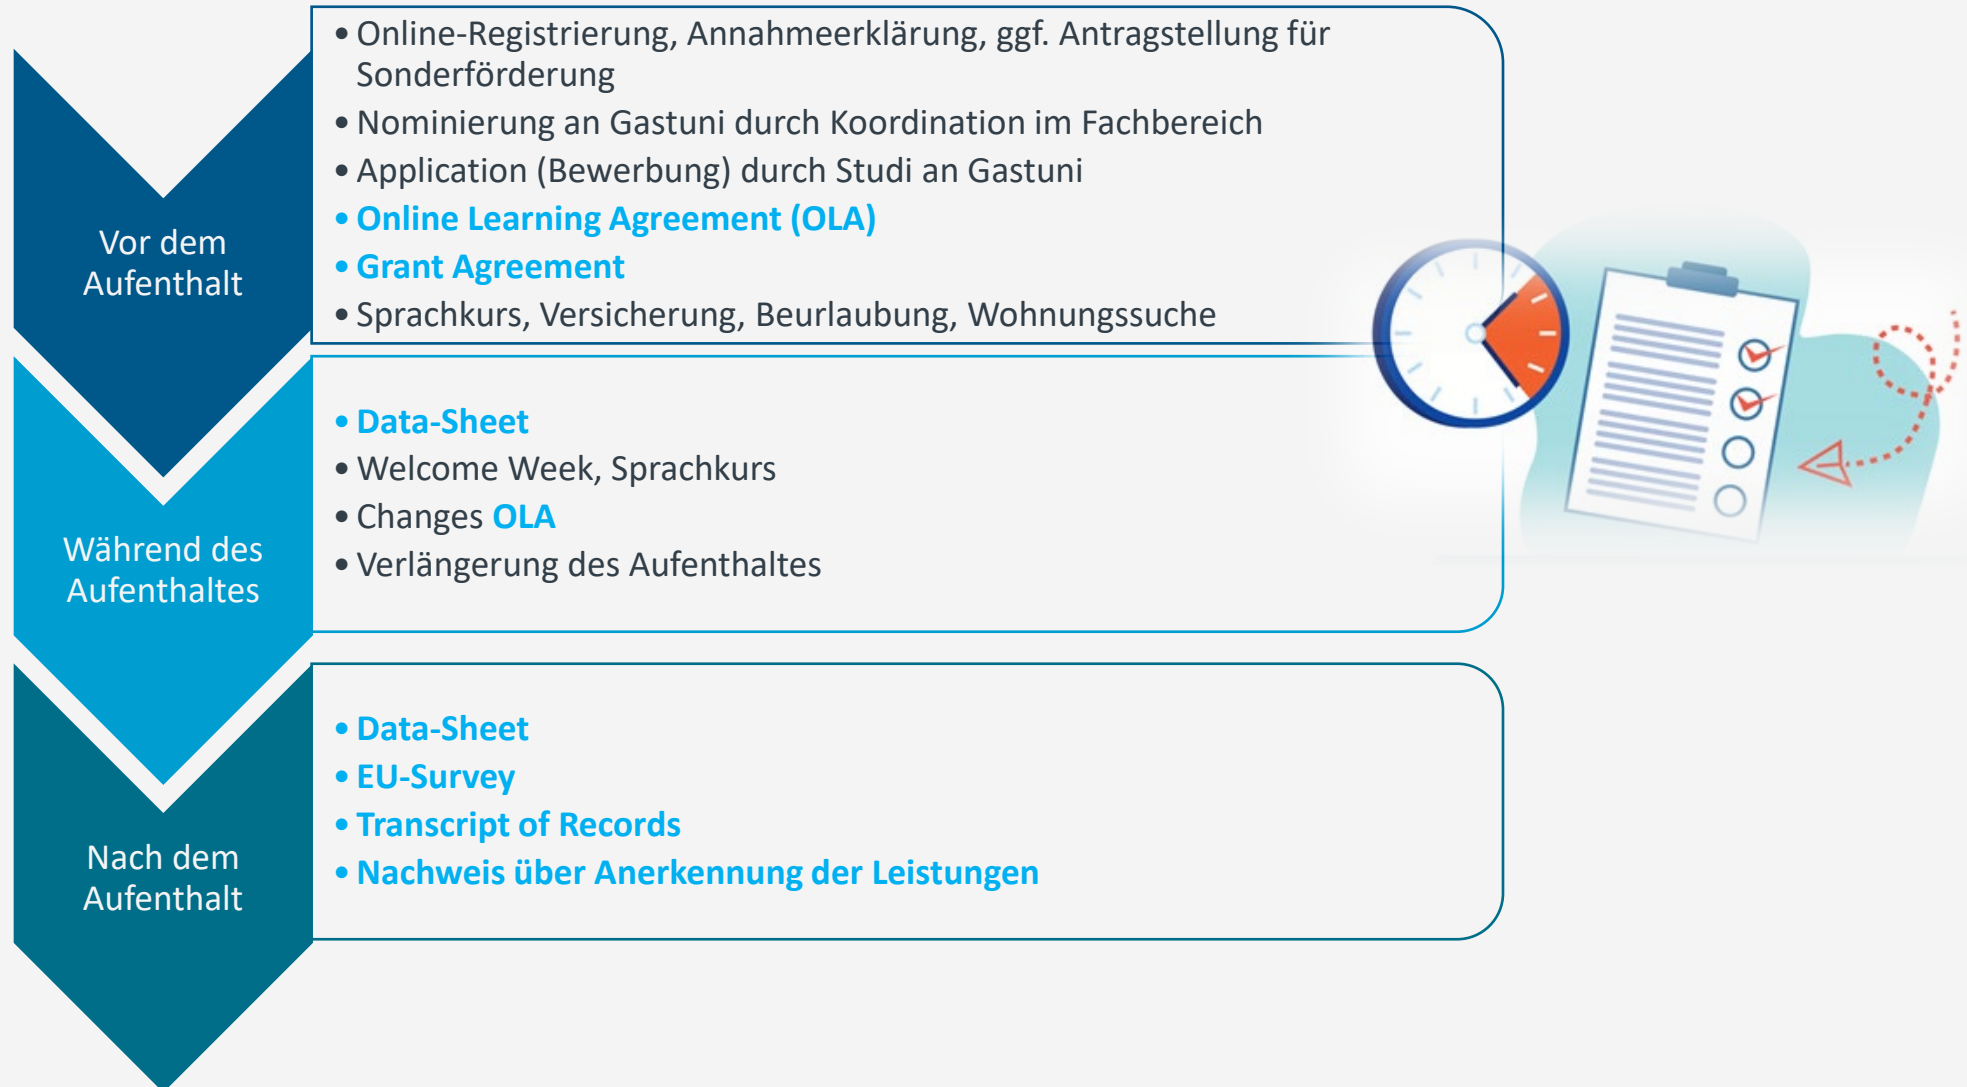 Vor dem
Aufenthalt
• Online-Registrierung, Annahmeerklärung, ggf. Antragstellung für
Sonderförderung
• Nominierung an Gastuni durch Koordination im Fachbereich
• Application (Bewerbung) durch Studi an Gastuni
• Online Learning Agreement (OLA)
• Grant Agreement
• Sprachkurs, Versicherung, Beurlaubung, Wohnungssuche
Während des
Aufenthaltes
• Data-Sheet
• Welcome Week, Sprachkurs
• Changes OLA
• Verlängerung des Aufenthaltes
Nach dem
Aufenthalt
• Data-Sheet
• EU-Survey
• Transcript of Records
• Nachweis über Anerkennung der Leistungen